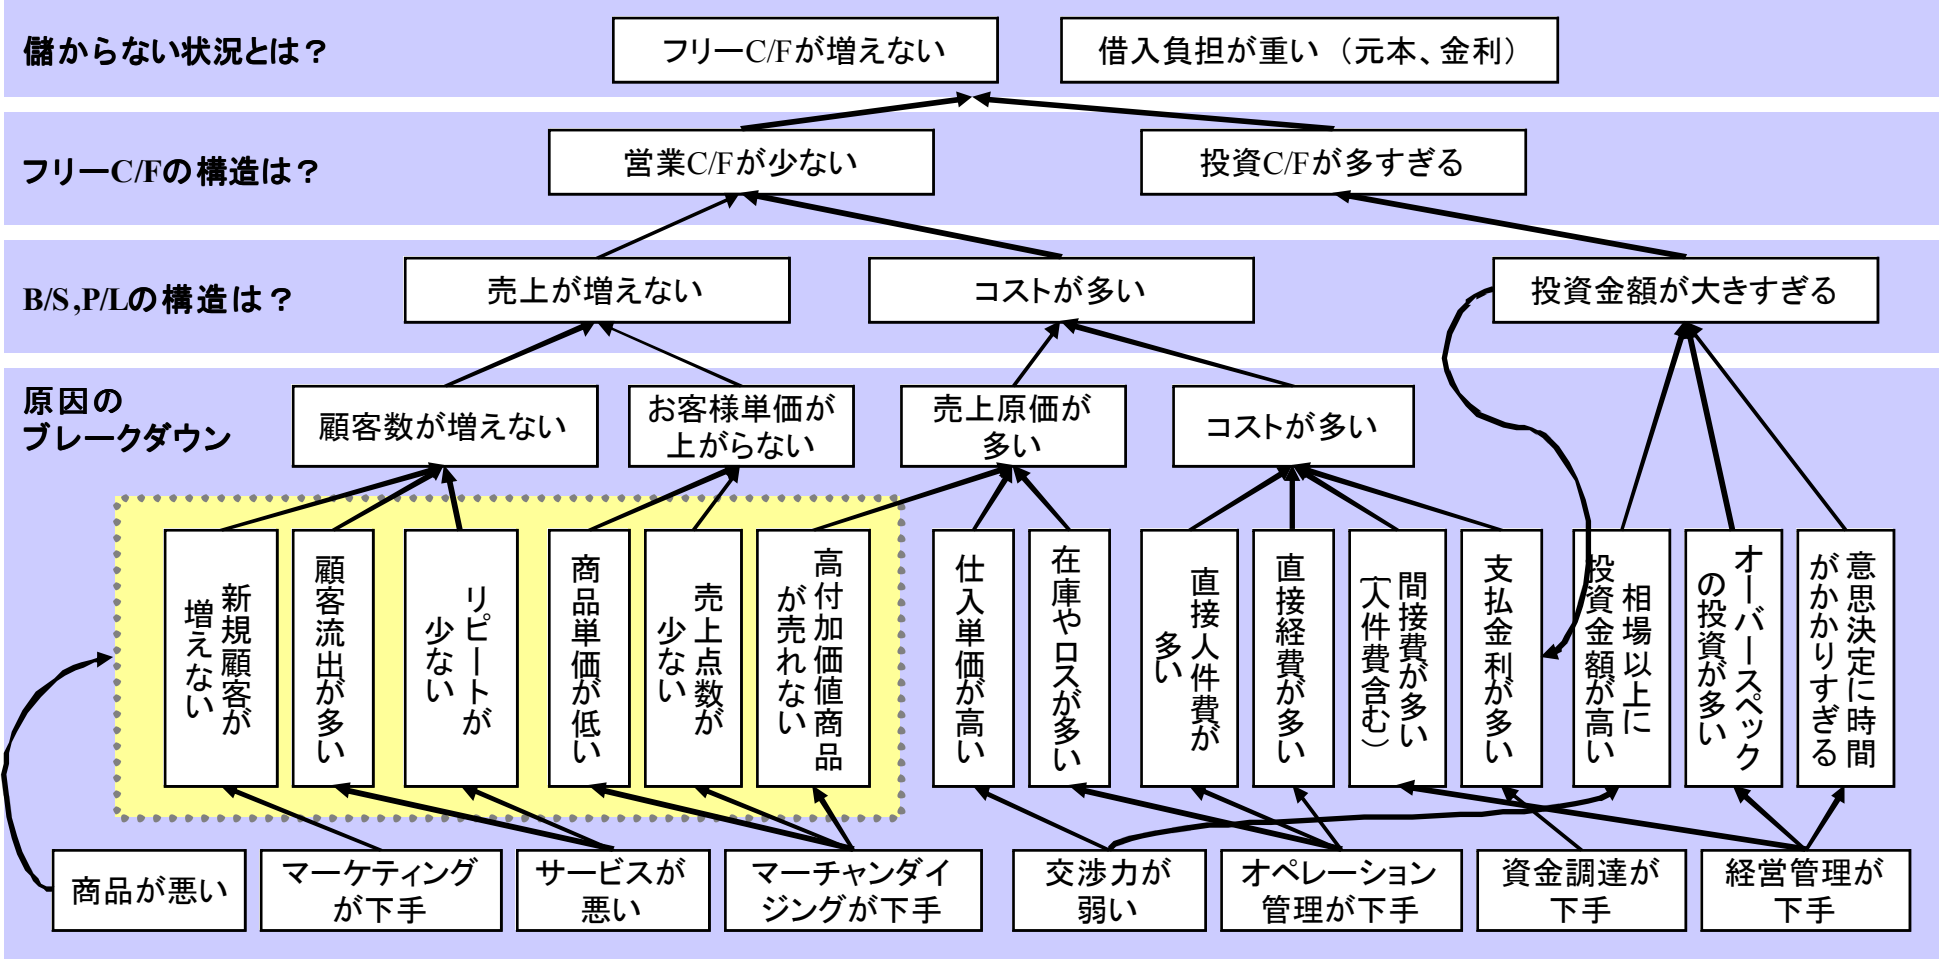 儲からない状況とは？
フリーC/Fが増えない
借入負担が重い（元本、金利）
フリーC/Fの構造は？
営業C/Fが少ない
投資C/Fが多すぎる
B/S,P/Lの構造は？
売上が増えない
コストが多い
投資金額が大きすぎる
原因の
ブレークダウン
顧客数が増えない
お客様単価が
上がらない
売上原価が
多い
コストが多い
新規顧客が
増えない
顧客流出が多い
リピートが
少ない
商品単価が低い
売上点数が
少ない
高付加価値商品
が売れない
仕入単価が高い
在庫やロスが多い
直接人件費が
多い
直接経費が多い
間接費が多い
（人件費含む）
支払金利が多い
相場以上に
投資金額が高い
オーバースペック
の投資が多い
意思決定に時間
がかかりすぎる
商品が悪い
マーケティング
が下手
サービスが
悪い
マーチャンダイ
ジングが下手
交渉力が
弱い
オペレーション
管理が下手
資金調達が
下手
経営管理が
下手